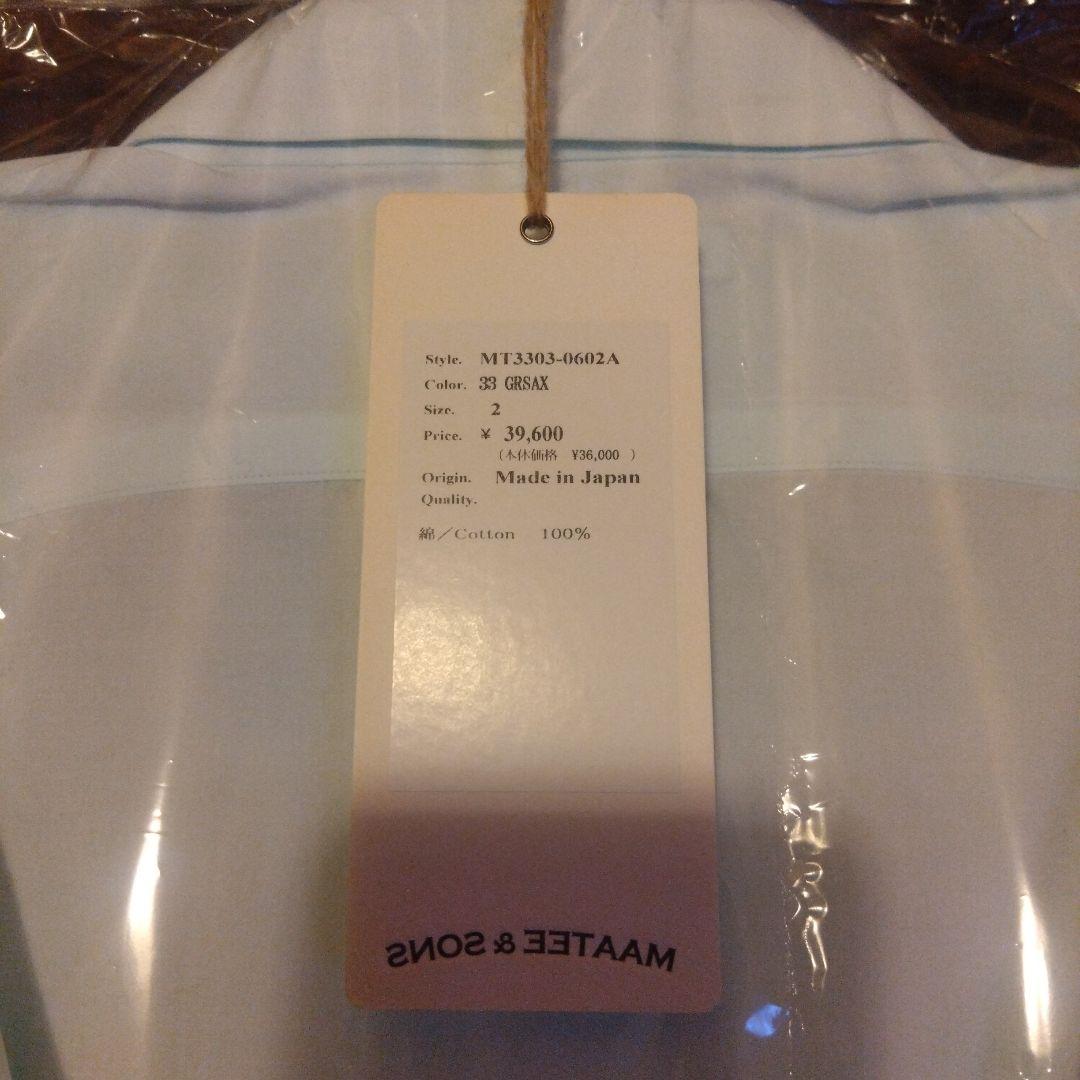 Style. MT3303-0602A
Color. 33 GRSAX
Size. 2
Price. ¥ 39,600
(本体価格 ¥36,000 )
Origin. Made in Japan
Quality.
綿/Cotton 100%
MAATEE & SONS